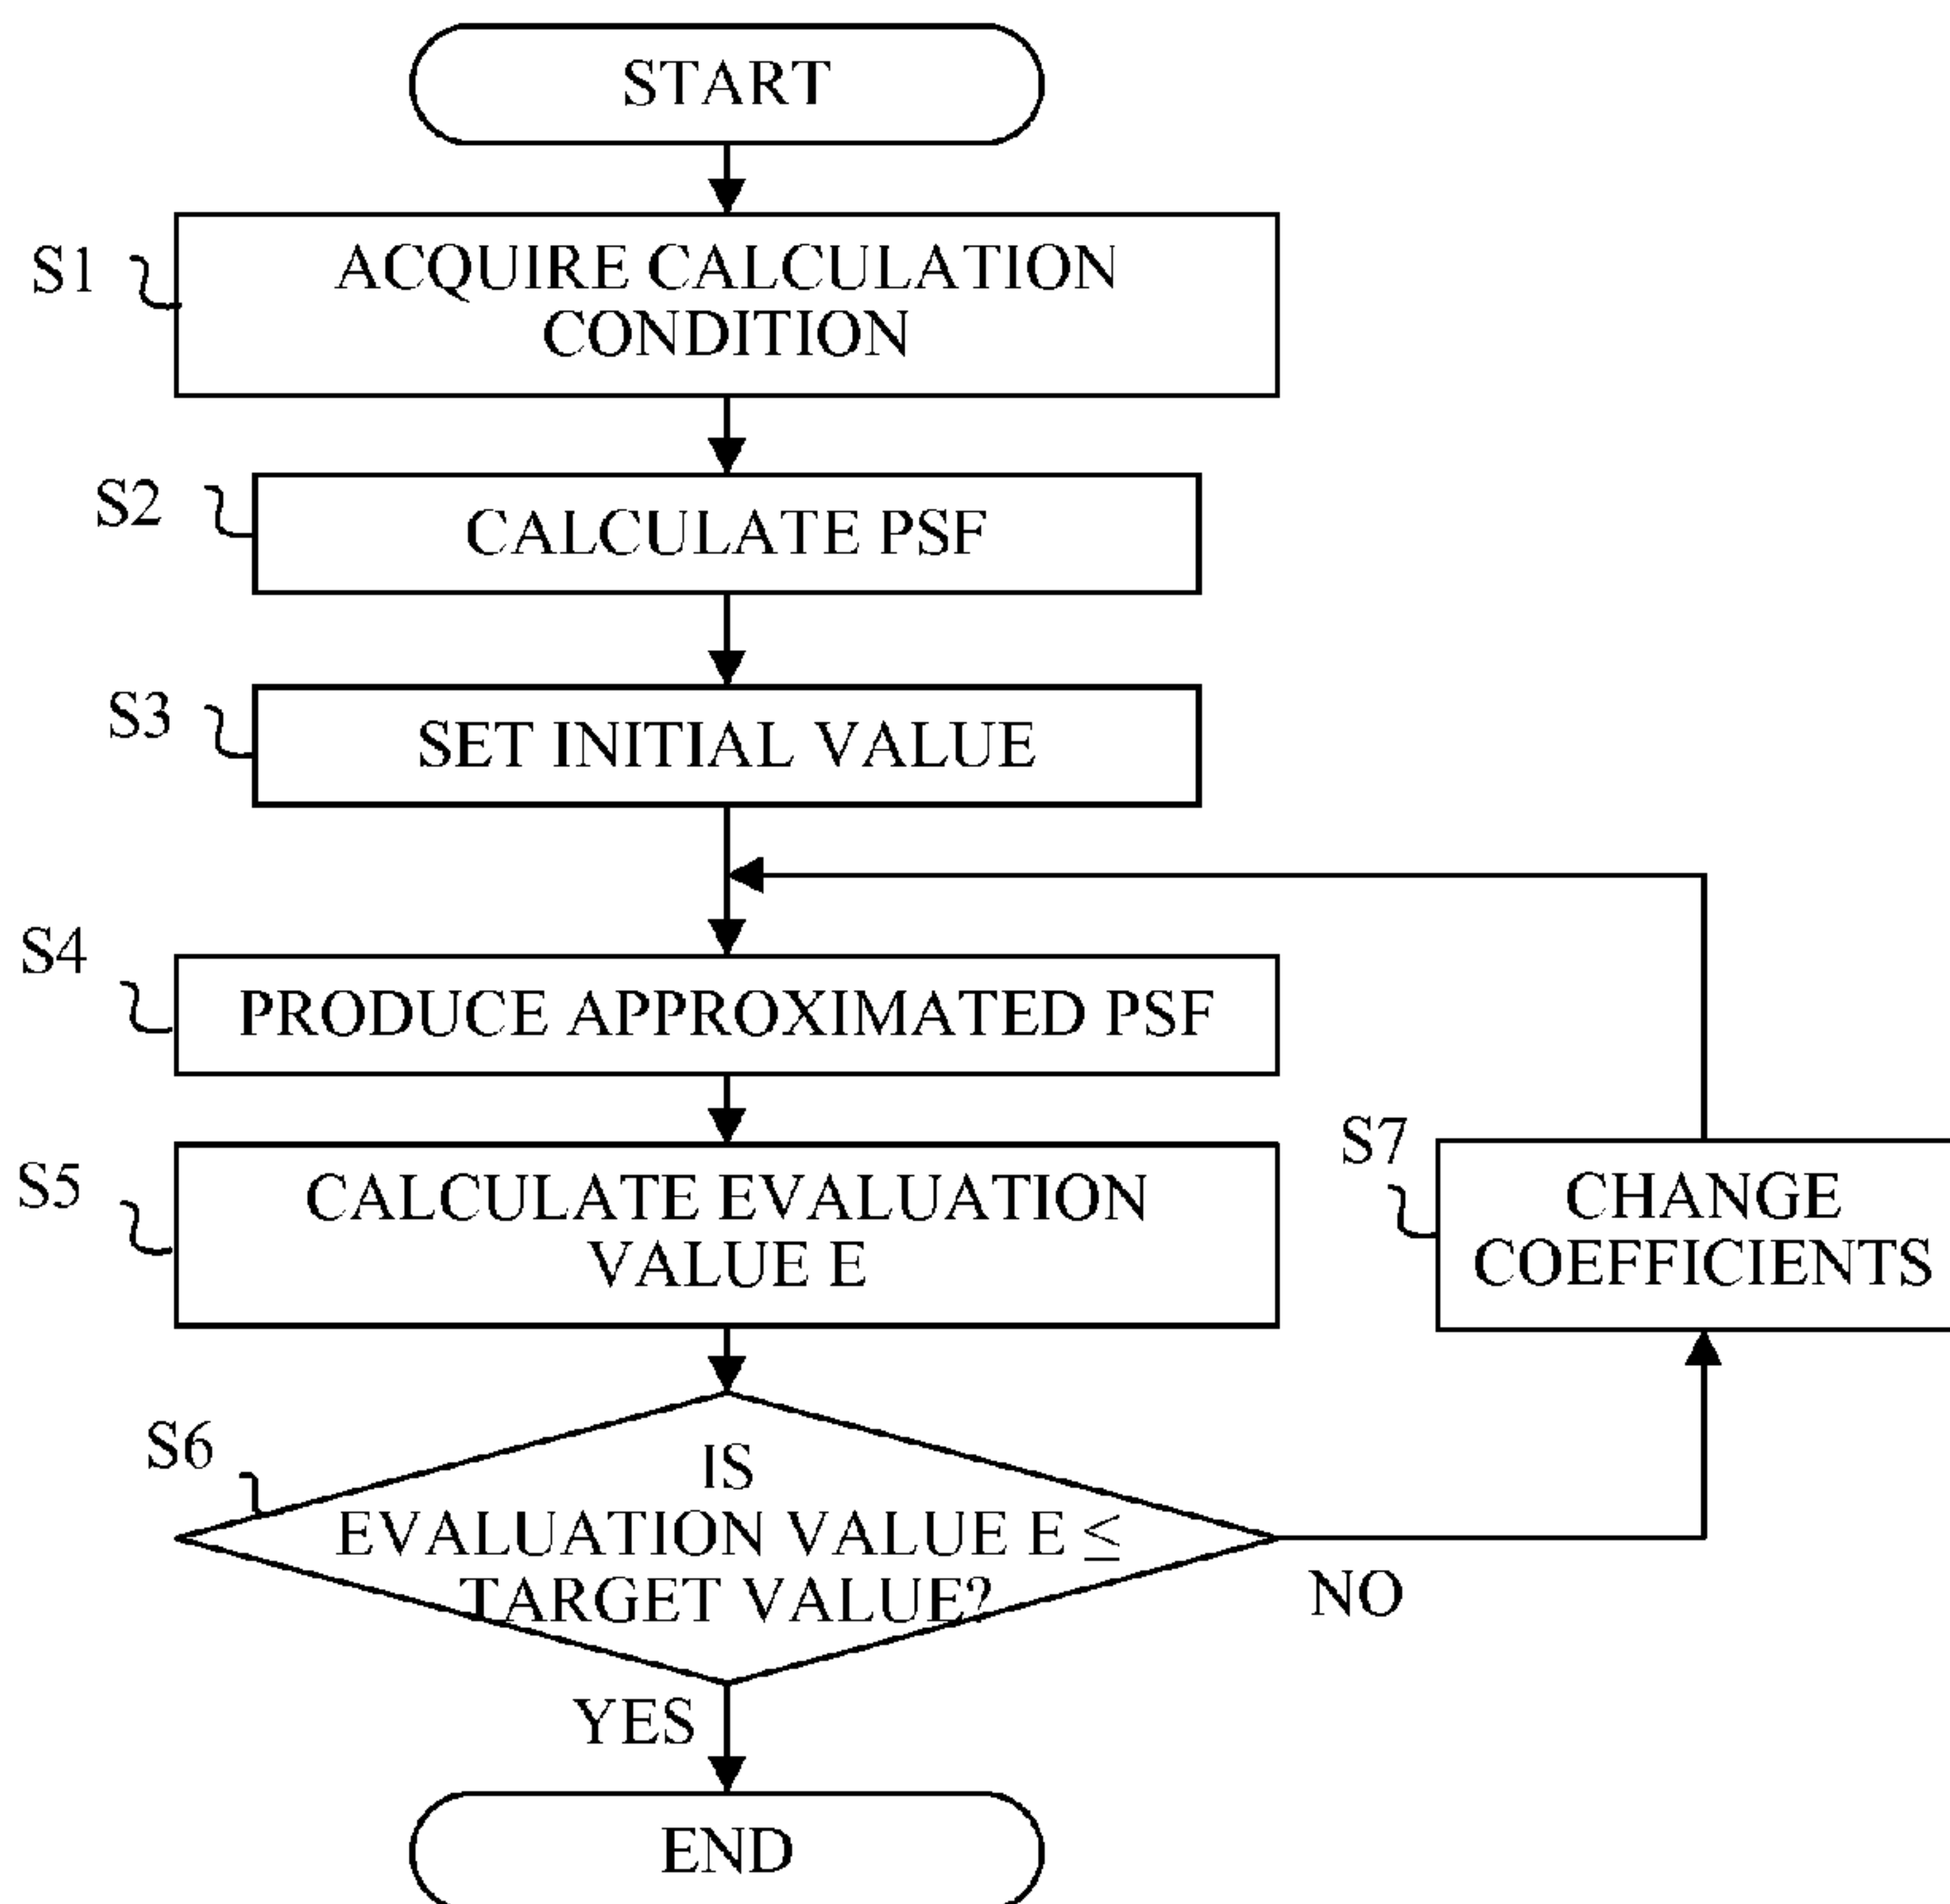 START
S1
ACQUIRE CALCULATION
CONDITION
S2
CALCULATE PSF
S3
SET INITIAL VALUE
S4
PRODUCE APPROXIMATED PSF
S5
CALCULATE EVALUATION
VALUE E
S7
CHANGE
COEFFICIENTS
S6
IS
EVALUATION VALUE E ≤
TARGET VALUE?
NO
YES
END